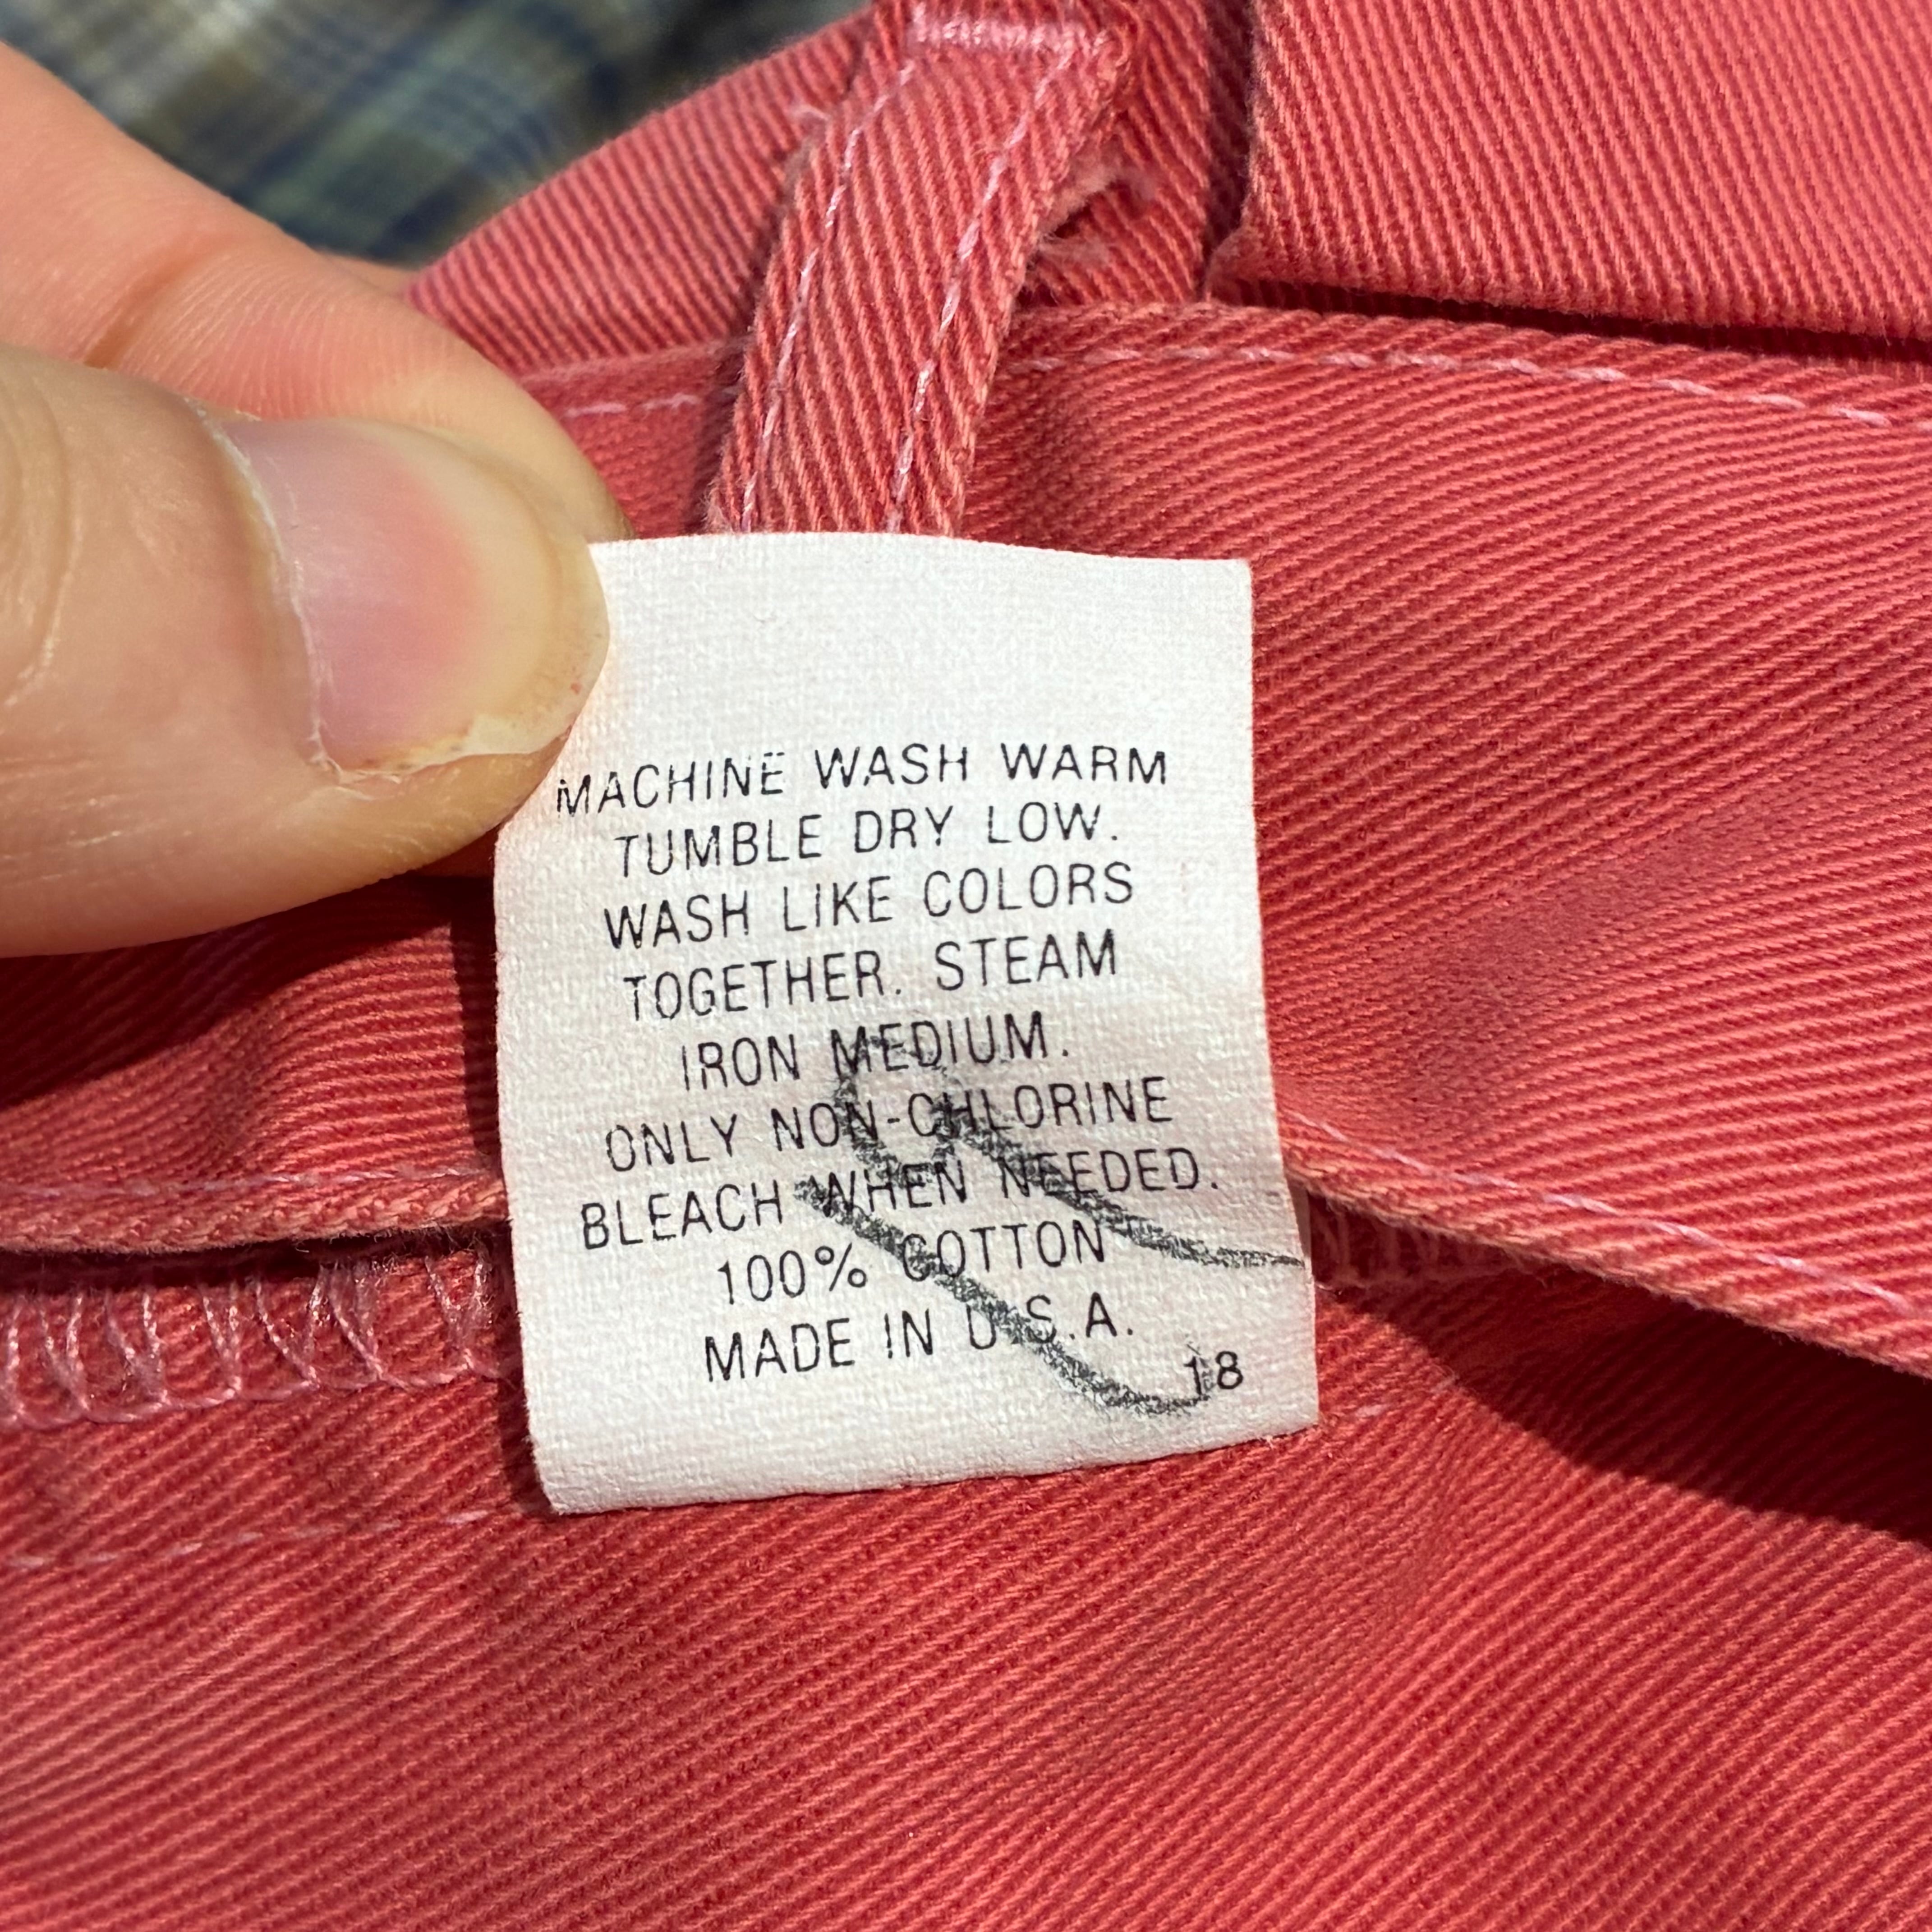 MACHINE WASH WARM
TUMBLE DRY LOW.
WASH LIKE COLORS
TOGETHER. STEAM
IRON MEDIUM.
ONLY NON-CHLORINE
BLEACH WHEN NEEDED.
100% COTTON
MADE IN U.S.A.
18